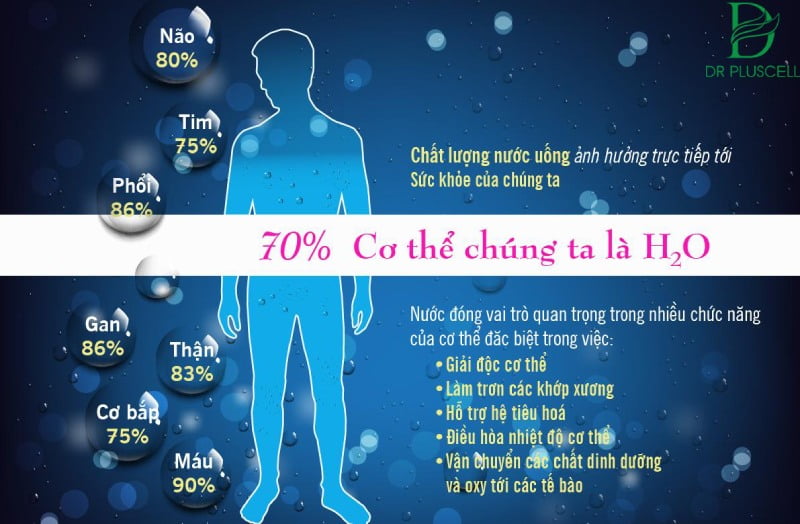 Não
80%
Tim
75%
Phổi
86%
DR PLUSCELL
Chất lượng nước uống ảnh hưởng trực tiếp tới
Sức khỏe của chúng ta
70% Cơ thể chúng ta là H₂O
Gan
86%
Thận
83%
Cơ bắp
75%
Máu
90%
Nước đóng vai trò quan trọng trong nhiều chức năng
của cơ thể đăc biệt trong việc:
• Giải độc cơ thể
• Làm trơn các khớp xương
• Hỗ trợ hệ tiêu hoá
• Điều hòa nhiệt độ cơ thể
• Vận chuyển các chất dinh dưỡng
và oxy tới các tế bào